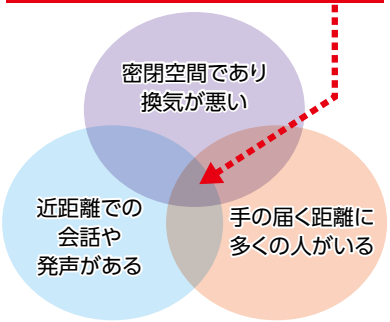 密閉空間であり
換気が悪い
近距離での
会話や
発声がある
手の届く距離に
多くの人がいる